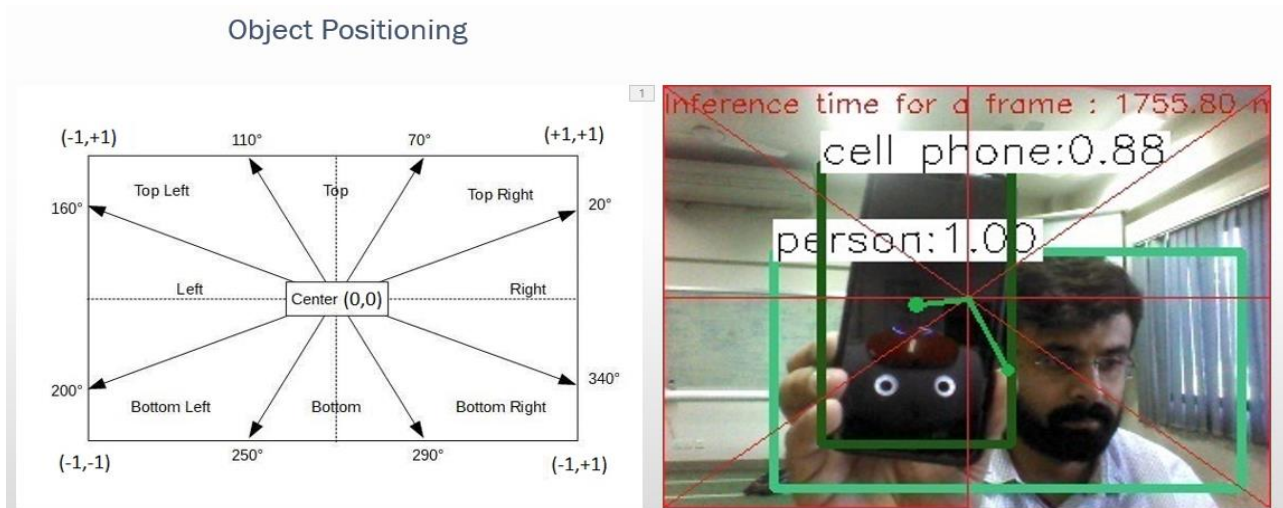 Object Positioning
1
(-1,+1)
110°
70°
(+1,+1)
Top Left
Top
Top Right
160°
20°
Left
Center (0,0)
Right
200°
340°
Bottom Left
Bottom
Bottom Right
(-1,-1)
250°
290°
(-1,+1)
Inference time for a frame : 1755.80 m
cell phone:0.88
person:1.00